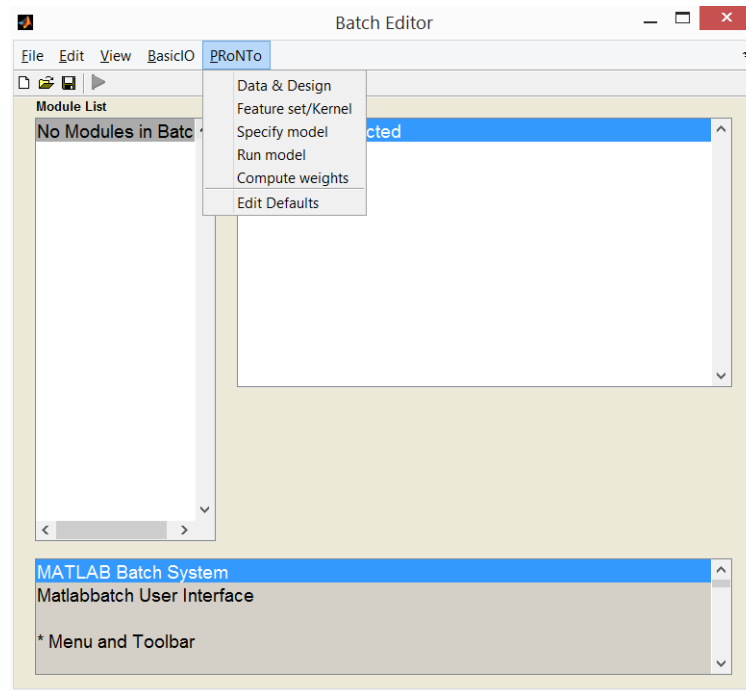 Batch Editor
File Edit View BasicIO PRoNTo
Module List
No Modules in Batc
cted
Data & Design
Feature set/Kernel
Specify model
Run model
Compute weights
Edit Defaults
MATLAB Batch System
Matlabbatch User Interface
* Menu and Toolbar